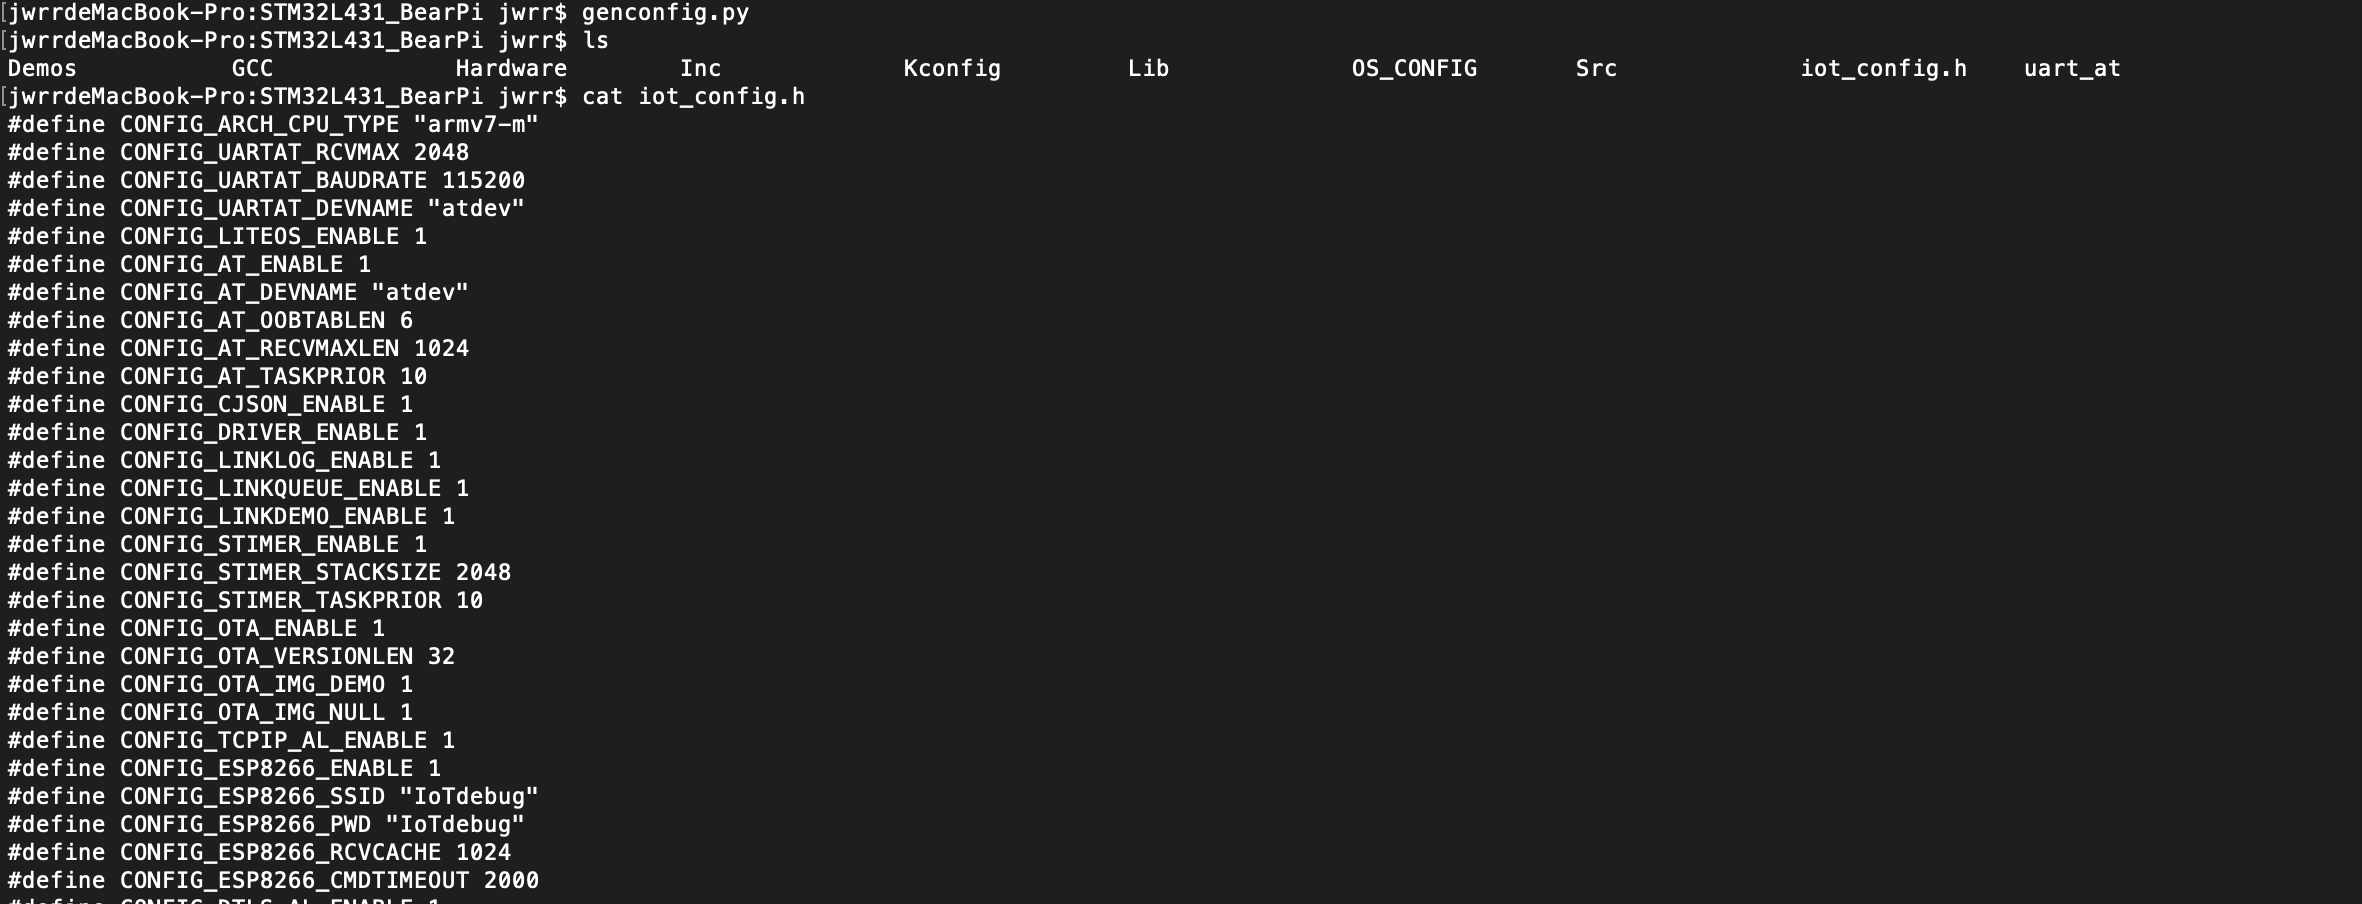 [jwrrdeMacBook-Pro:STM32L431_BearPi jwrr$ genconfig.py
[jwrrdeMacBook-Pro:STM32L431_BearPi jwrr$ ls
Demos GCC Hardware Inc Kconfig Lib OS_CONFIG Src iot_config.h uart_at
[jwrrdeMacBook-Pro:STM32L431_BearPi jwrr$ cat iot_config.h
#define CONFIG_ARCH_CPU_TYPE "armv7-m"
#define CONFIG_UARTAT_RCVMAX 2048
#define CONFIG_UARTAT_BAUDRATE 115200
#define CONFIG_UARTAT_DEVNAME "atdev"
#define CONFIG_LITEOS_ENABLE 1
#define CONFIG_AT_ENABLE 1
#define CONFIG_AT_DEVNAME "atdev"
#define CONFIG_AT_OOBTABLEN 6
#define CONFIG_AT_RECVMAXLEN 1024
#define CONFIG_AT_TASKPRIOR 10
#define CONFIG_CJSON_ENABLE 1
#define CONFIG_DRIVER_ENABLE 1
#define CONFIG_LINKLOG_ENABLE 1
#define CONFIG_LINKQUEUE_ENABLE 1
#define CONFIG_LINKDEMO_ENABLE 1
#define CONFIG_STIMER_ENABLE 1
#define CONFIG_STIMER_STACKSIZE 2048
#define CONFIG_STIMER_TASKPRIOR 10
#define CONFIG_OTA_ENABLE 1
#define CONFIG_OTA_VERSIONLEN 32
#define CONFIG_OTA_IMG_DEMO 1
#define CONFIG_OTA_IMG_NULL 1
#define CONFIG_TCPIP_AL_ENABLE 1
#define CONFIG_ESP8266_ENABLE 1
#define CONFIG_ESP8266_SSID "IoTdebug"
#define CONFIG_ESP8266_PWD "IoTdebug"
#define CONFIG_ESP8266_RCVCACHE 1024
#define CONFIG_ESP8266_CMDTIMEOUT 2000
#define CONFIG_DTLS_AL_ENABLE 1